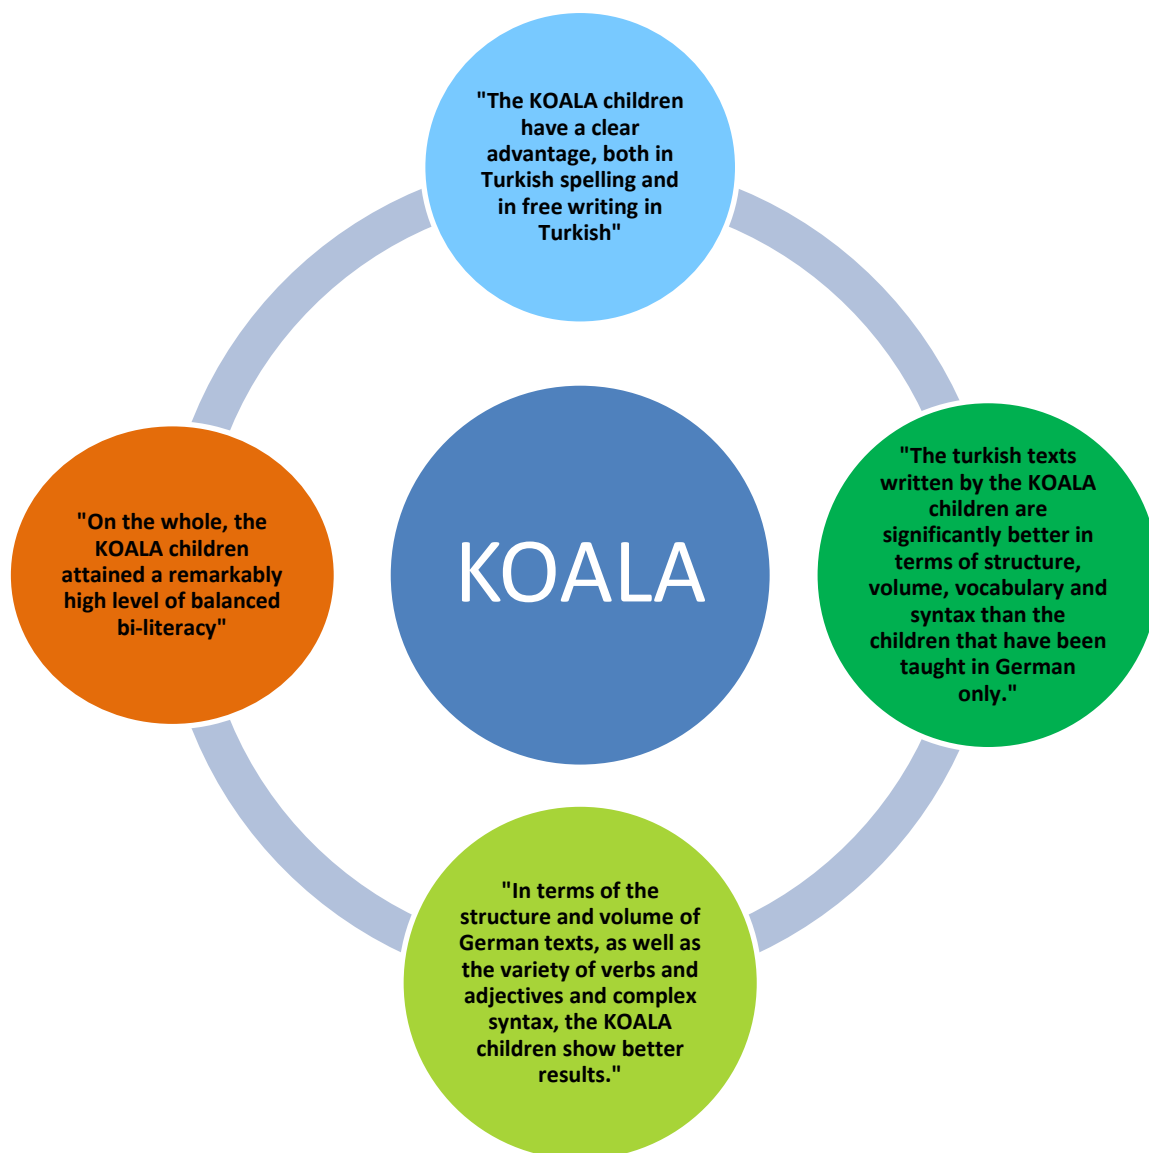 "The KOALA children
have a clear
advantage, both in
Turkish spelling and
in free writing in
Turkish"
"The turkish texts
written by the KOALA
children are
significantly better in
terms of structure,
volume, vocabulary and
syntax than the
children that have been
taught in German
only."
"On the whole, the
KOALA children
attained a remarkably
high level of balanced
bi-literacy"
KOALA
"In terms of the
structure and volume of
German texts, as well as
the variety of verbs and
adjectives and complex
syntax, the KOALA
children show better
results."